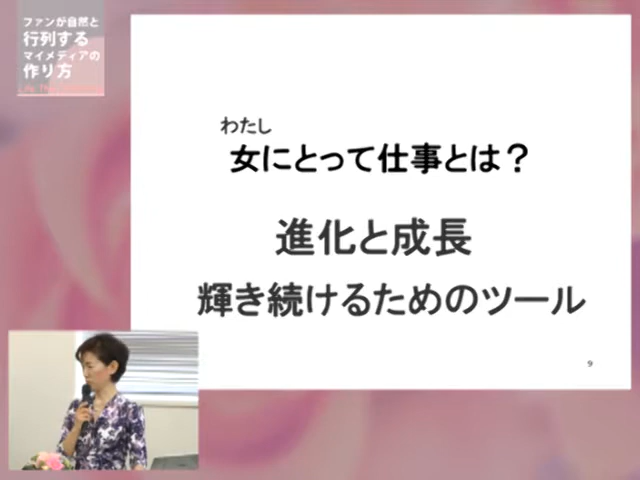 ファンが自然と
行列する
マイメディアの
作り方
わたし
女にとって仕事とは？
進化と成長
輝き続けるためのツール
9